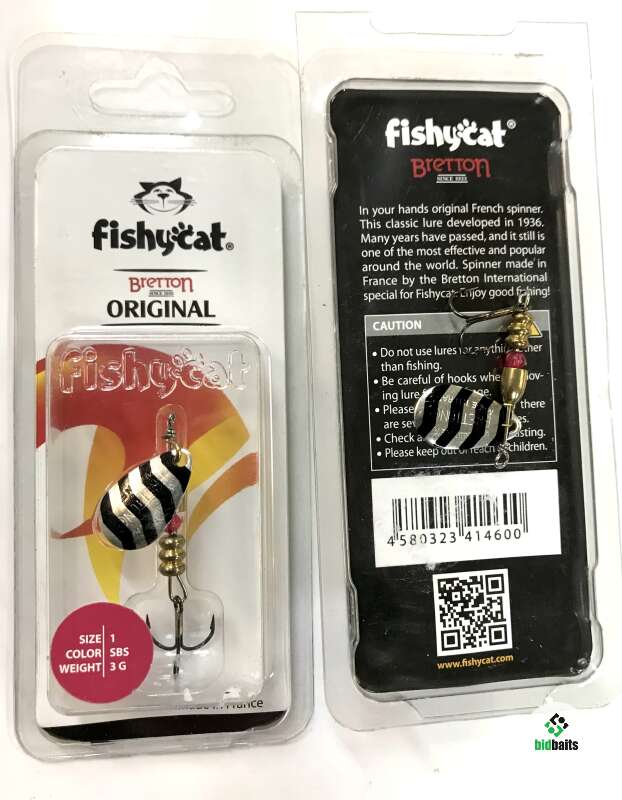 fishycat®
BRETTON
SINCE 1935
ORIGINAL
fishycat
SIZE 1
COLOR SBS
WEIGHT 3 G
Made in France
fishycat®
BRETTON
In your hands original French spinner.
This classic lure developed in 1936.
Many years have passed, and it still is
one of the most effective and popular
around the world. Spinner made in
France by the Bretton International
special for Fishycat. Enjoy good fishing!
CAUTION
• Do not use lures for anything other
than fishing.
• Be careful of hooks when
ing lure
• Please there
are
• Check a casting.
• Please keep out of reach of children.
4 580323 414600
www.fishycat.com
bidbaits